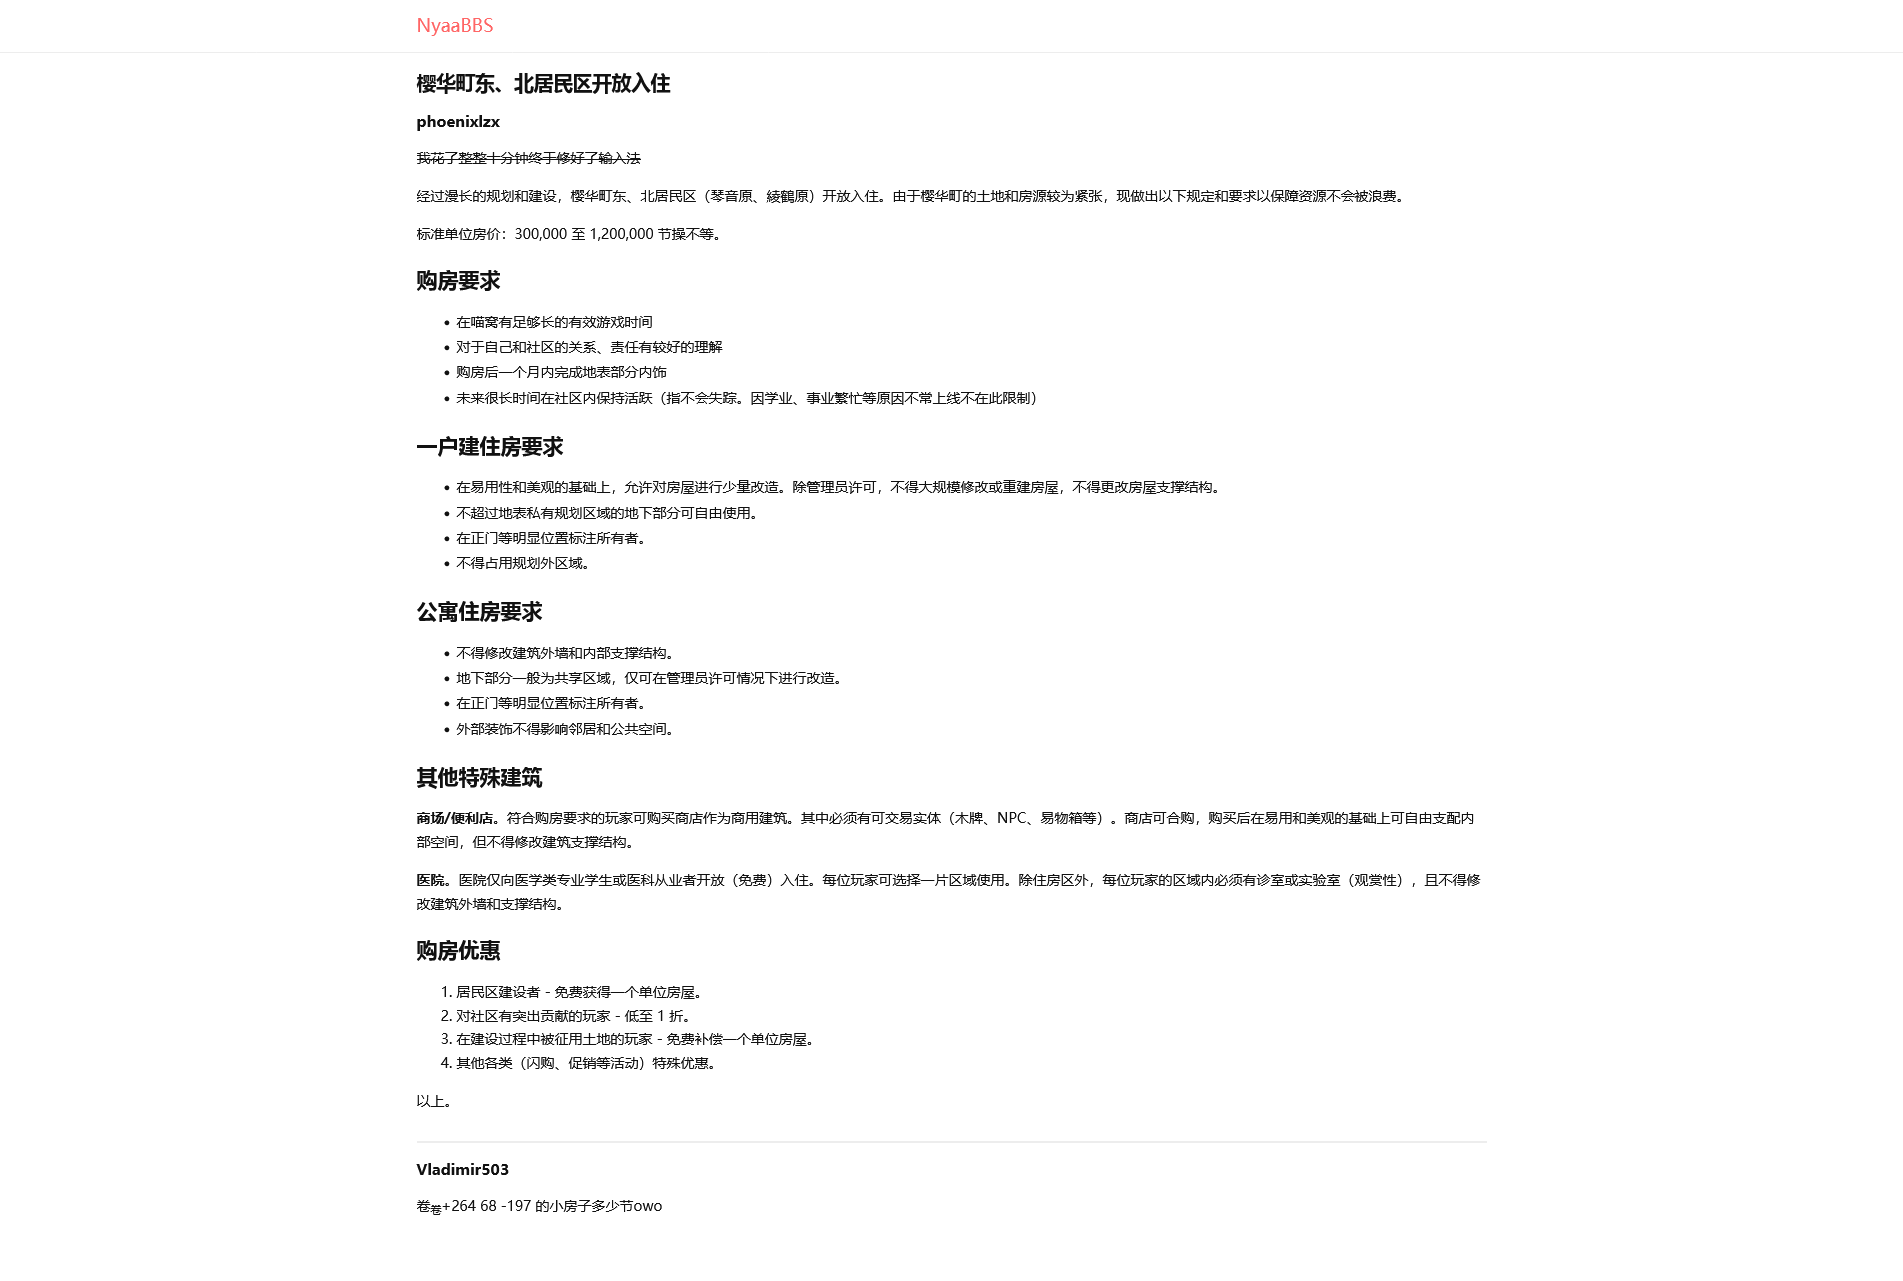 NyaaBBS
樱华町东、北居民区开放入住
phoenixlzx
我花了整整十分钟终于修好了输入法
经过漫长的规划和建设，樱华町东、北居民区（琴音原、綾鶴原）开放入住。由于樱华町的土地和房源较为紧张，现做出以下规定和要求以保障资源不会被浪费。
标准单位房价：300,000 至 1,200,000 节操不等。
购房要求
• 在喵窝有足够长的有效游戏时间
• 对于自己和社区的关系、责任有较好的理解
• 购房后一个月内完成地表部分内饰
• 未来很长时间在社区内保持活跃（指不会失踪。因学业、事业繁忙等原因不常上线不在此限制）
一户建住房要求
• 在易用性和美观的基础上，允许对房屋进行少量改造。除管理员许可，不得大规模修改或重建房屋，不得更改房屋支撑结构。
• 不超过地表私有规划区域的地下部分可自由使用。
• 在正门等明显位置标注所有者。
• 不得占用规划外区域。
公寓住房要求
• 不得修改建筑外墙和内部支撑结构。
• 地下部分一般为共享区域，仅可在管理员许可情况下进行改造。
• 在正门等明显位置标注所有者。
• 外部装饰不得影响邻居和公共空间。
其他特殊建筑
商场/便利店。符合购房要求的玩家可购买商店作为商用建筑。其中必须有可交易实体（木牌、NPC、易物箱等）。商店可合购，购买后在易用和美观的基础上可自由支配内
部空间，但不得修改建筑支撑结构。
医院。医院仅向医学类专业学生或医科从业者开放（免费）入住。每位玩家可选择一片区域使用。除住房区外，每位玩家的区域内必须有诊室或实验室（观赏性），且不得修
改建筑外墙和支撑结构。
购房优惠
1. 居民区建设者 - 免费获得一个单位房屋。
2. 对社区有突出贡献的玩家 - 低至 1 折。
3. 在建设过程中被征用土地的玩家 - 免费补偿一个单位房屋。
4. 其他各类（闪购、促销等活动）特殊优惠。
以上。
Vladimir503
卷卷+264 68 -197 的小房子多少节owo